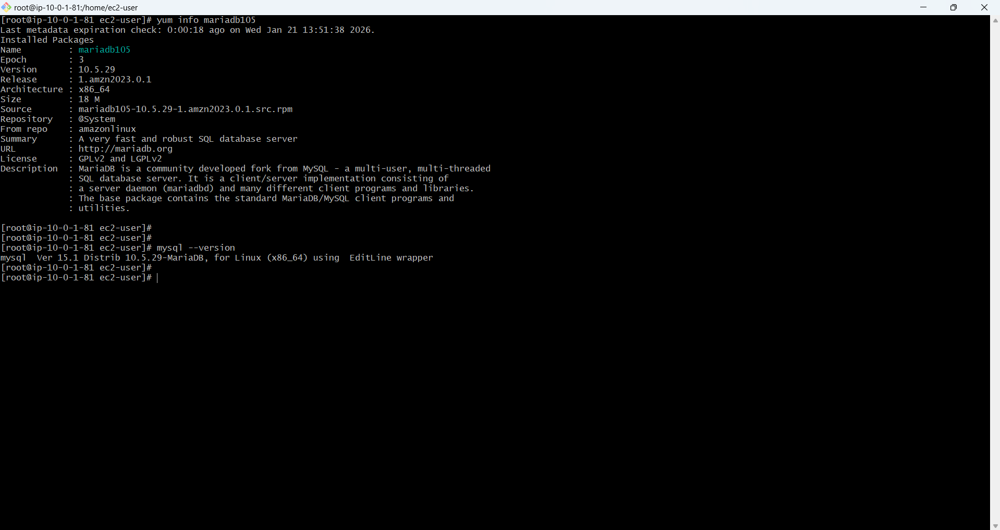 root@ip-10-0-1-81:/home/ec2-user
[root@ip-10-0-1-81 ec2-user]# yum info mariadb105
Last metadata expiration check: 0:00:18 ago on Wed Jan 21 13:51:38 2026.
Installed Packages
Name         : mariadb105
Epoch        : 3
Version      : 10.5.29
Release      : 1.amzn2023.0.1
Architecture : x86_64
Size         : 18 M
Source       : mariadb105-10.5.29-1.amzn2023.0.1.src.rpm
Repository   : @System
From repo    : amazonlinux
Summary      : A very fast and robust SQL database server
URL          : http://mariadb.org
License      : GPLv2 and LGPLv2
Description  : MariaDB is a community developed fork from MySQL - a multi-user, multi-threaded
             : SQL database server. It is a client/server implementation consisting of
             : a server daemon (mariadbd) and many different client programs and libraries.
             : The base package contains the standard MariaDB/MySQL client programs and
             : utilities.
[root@ip-10-0-1-81 ec2-user]#
[root@ip-10-0-1-81 ec2-user]#
[root@ip-10-0-1-81 ec2-user]# mysql --version
mysql  Ver 15.1 Distrib 10.5.29-MariaDB, for Linux (x86_64) using  EditLine wrapper
[root@ip-10-0-1-81 ec2-user]#
[root@ip-10-0-1-81 ec2-user]#